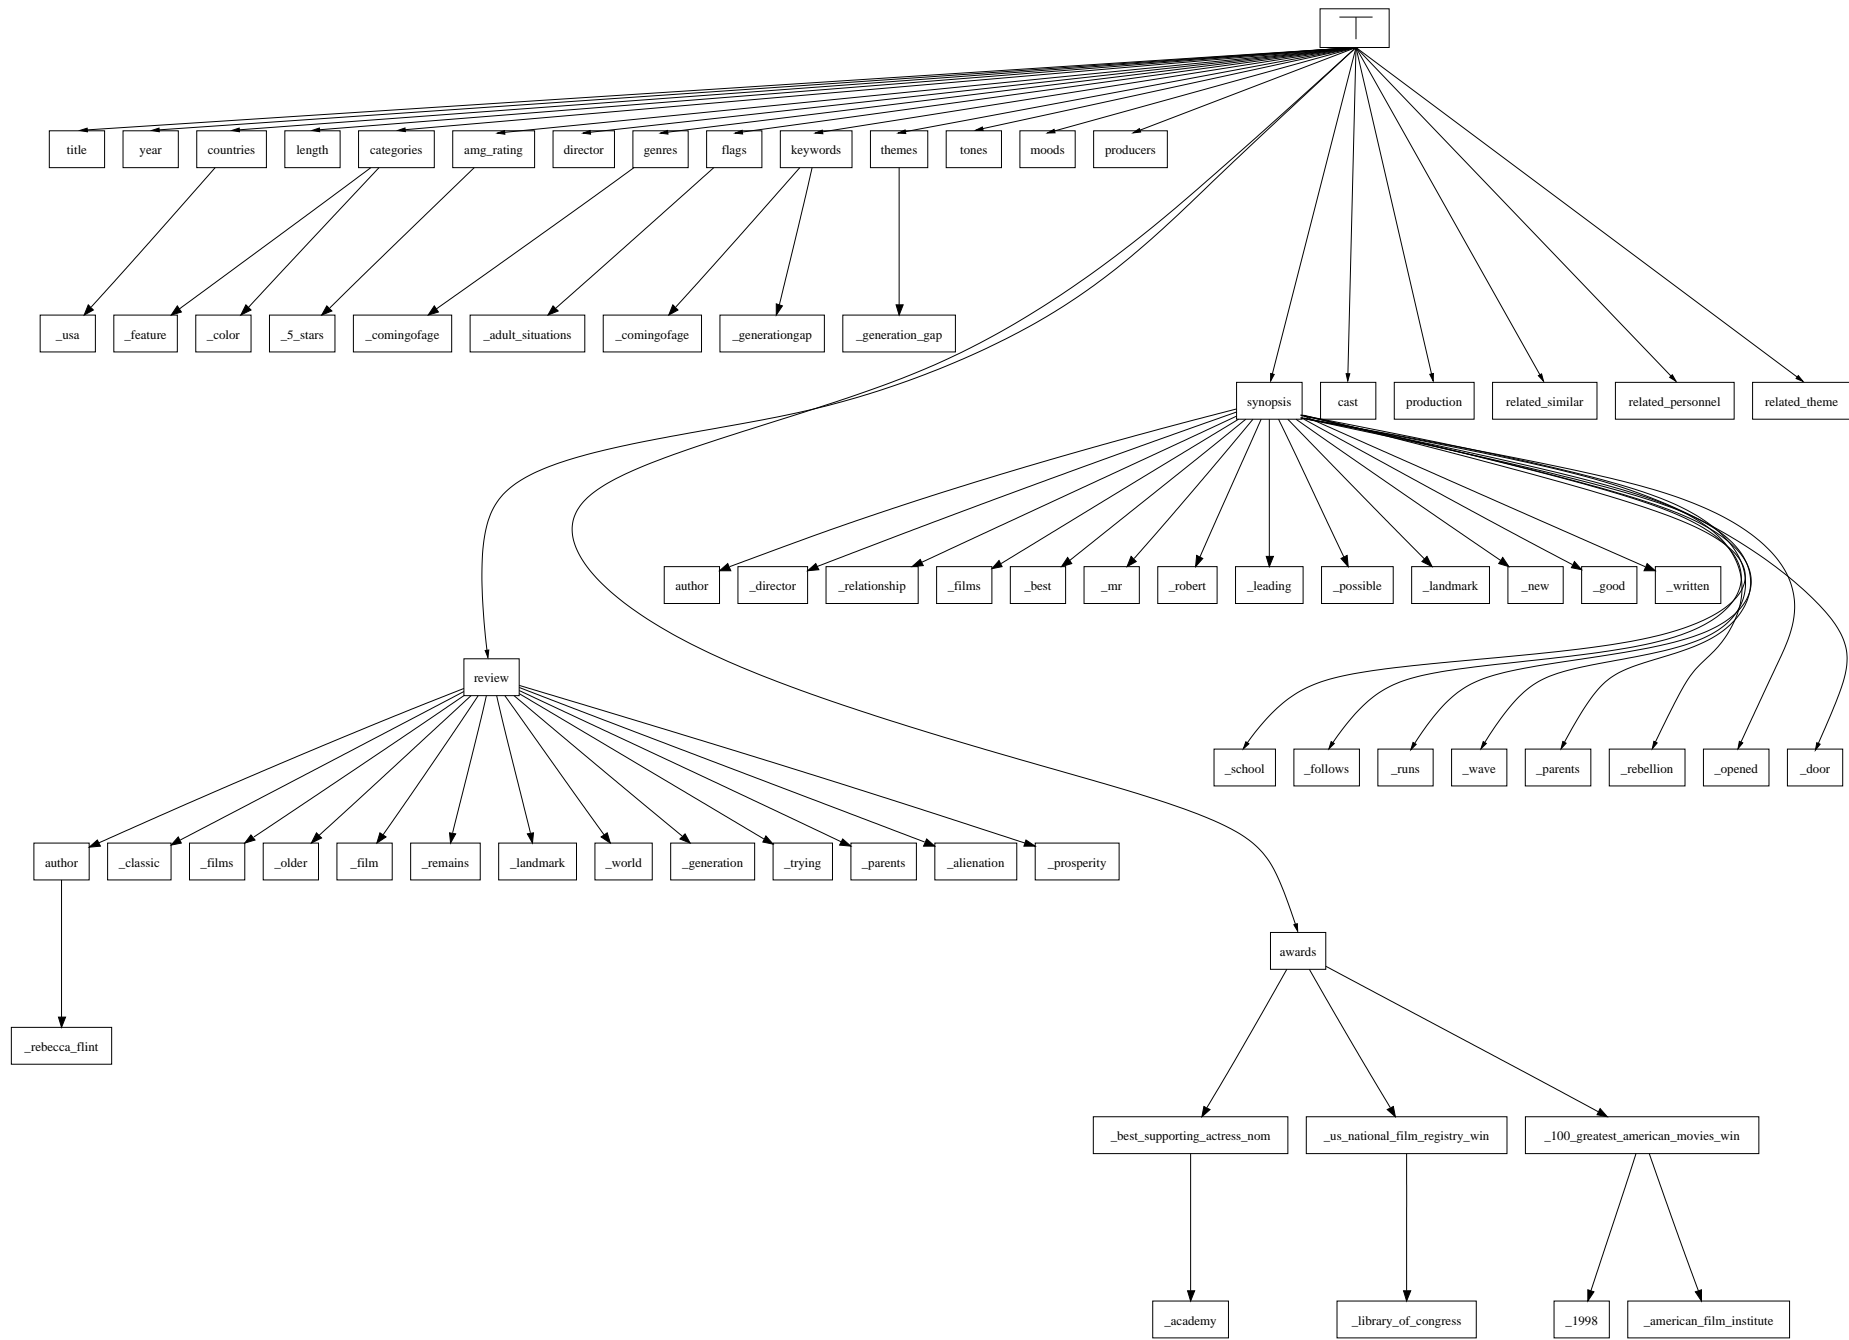 ⊤
title year countries length categories amg_rating director genres flags keywords themes tones moods producers
_usa _feature _color _5_stars _comingofage _adult_situations _comingofage _generationgap _generation_gap
synopsis cast production related_similar related_personnel related_theme
author _director _relationship _films _best _mr _robert _leading _possible _landmark _new _good _written
review
_school _follows _runs _wave _parents _rebellion _opened _door
author _classic _films _older _film _remains _landmark _world _generation _trying _parents _alienation _prosperity
awards
_rebecca_flint
_best_supporting_actress_nom _us_national_film_registry_win _100_greatest_american_movies_win
_academy _library_of_congress _1998 _american_film_institute